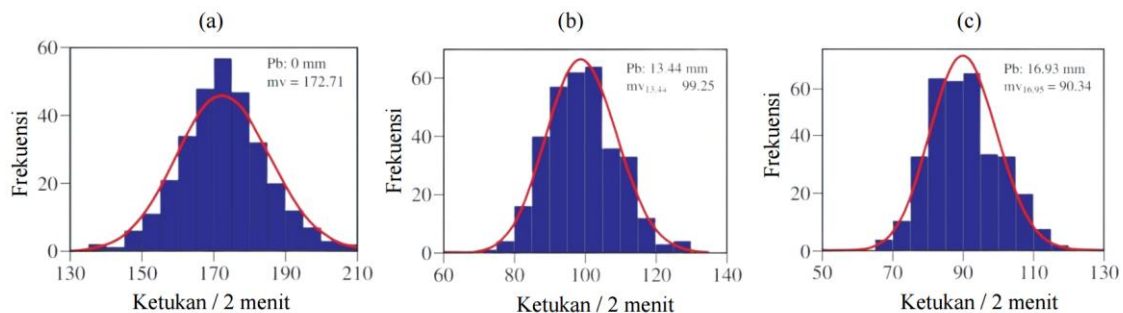 (a)
Pb: 0 mm
mv = 172.71
60
40
20
0
Frekuensi
130 150 170 190 210
Ketukan / 2 menit
(b)
Pb: 13.44 mm
mv13.44 99.25
60
40
20
0
Frekuensi
60 80 100 120 140
Ketukan / 2 menit
(c)
Pb: 16.93 mm
mv16.95 = 90.34
60
40
20
0
Frekuensi
50 70 90 110 130
Ketukan / 2 menit